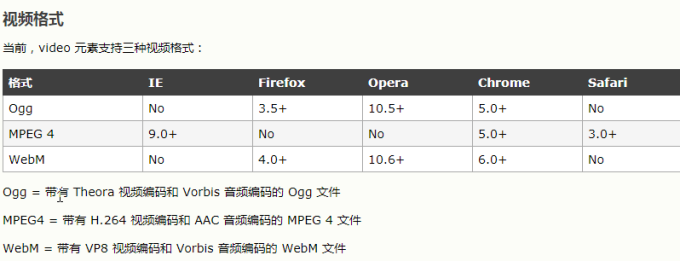 视频格式
当前，video 元素支持三种视频格式：
格式 IE Firefox Opera Chrome Safari
Ogg No 3.5+ 10.5+ 5.0+ No
MPEG 4 9.0+ No No 5.0+ 3.0+
WebM No 4.0+ 10.6+ 6.0+ No
Ogg = 带有 Theora 视频编码和 Vorbis 音频编码的 Ogg 文件
MPEG4 = 带有 H.264 视频编码和 AAC 音频编码的 MPEG 4 文件
WebM = 带有 VP8 视频编码和 Vorbis 音频编码的 WebM 文件